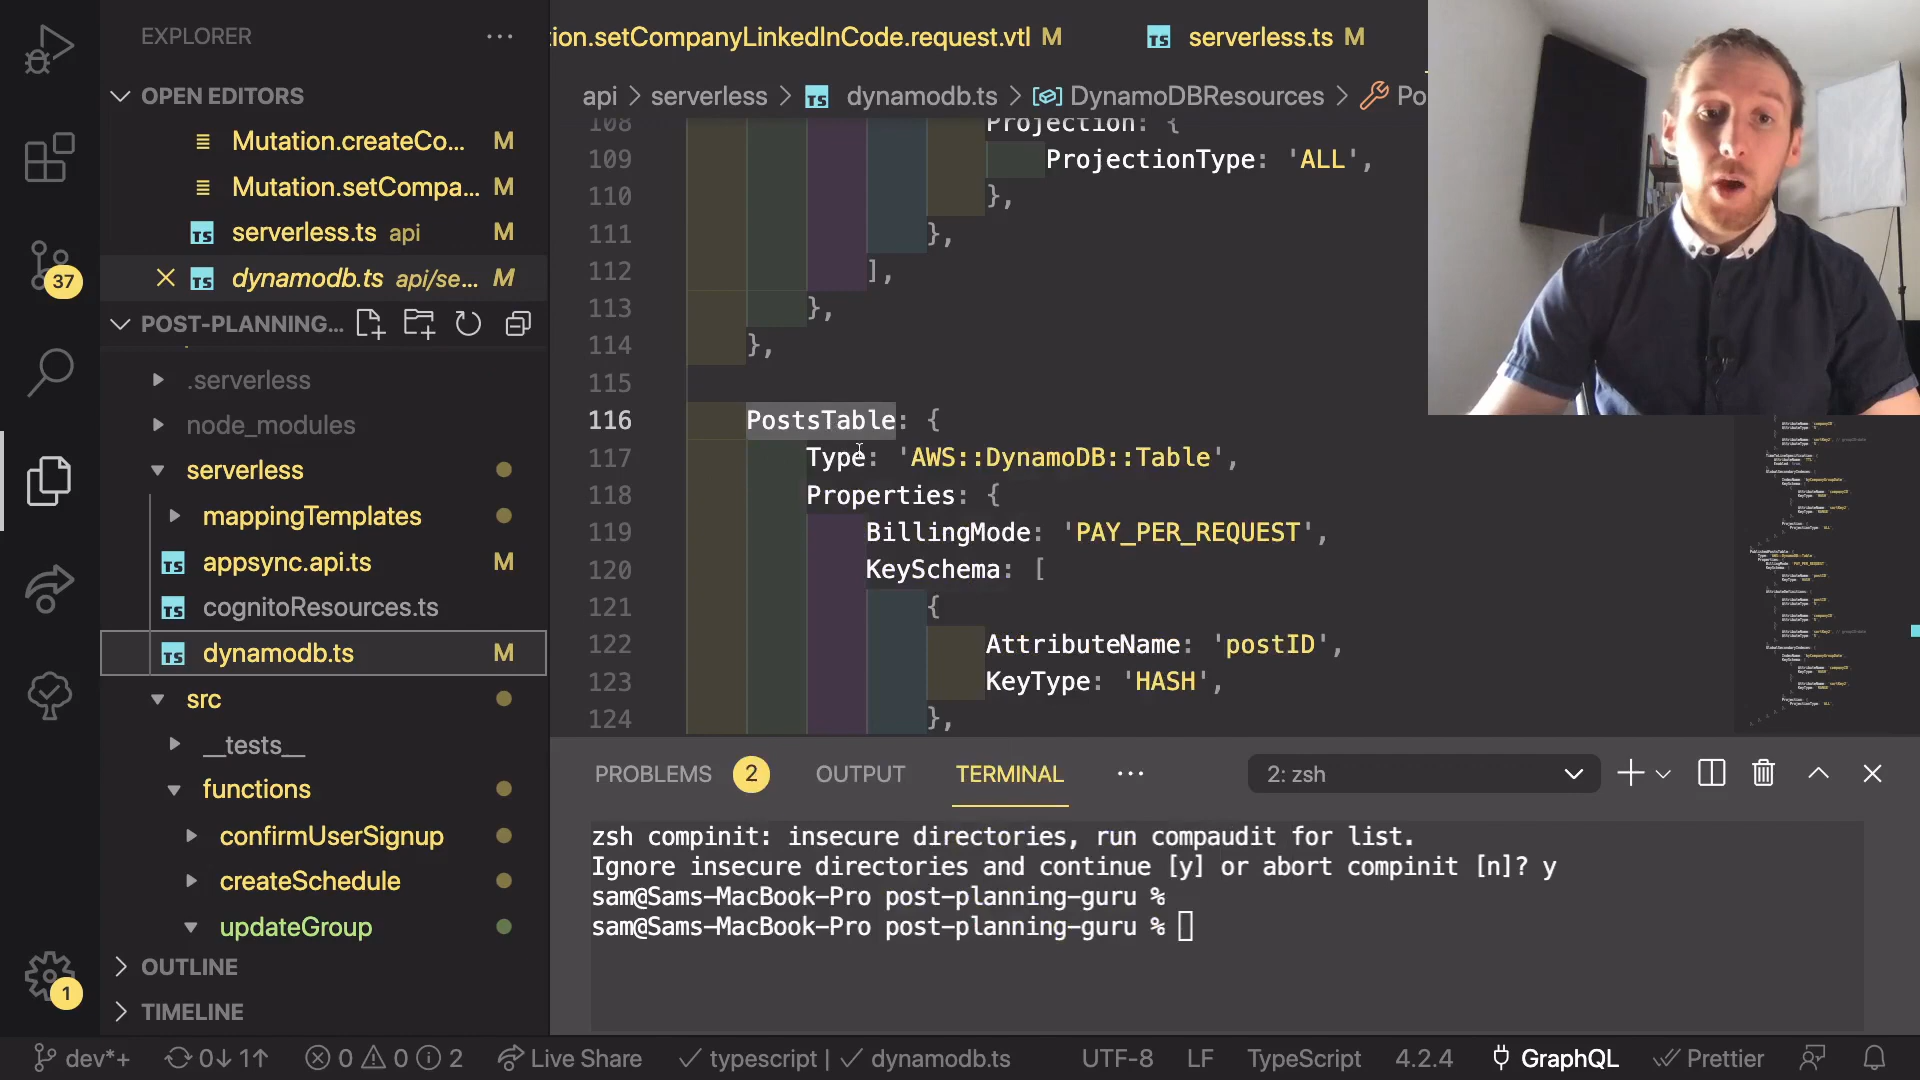 EXPLORER
OPEN EDITORS
Mutation.createCo... M
Mutation.setCompa... M
TS serverless.ts api M
TS dynamodb.ts api/se... M
POST-PLANNING...
.serverless
node_modules
serverless
mappingTemplates
TS appsync.api.ts M
TS cognitoResources.ts
TS dynamodb.ts M
src
__tests__
functions
confirmUserSignup
createSchedule
updateGroup
OUTLINE
TIMELINE
37
1
ion.setCompanyLinkedInCode.request.vtl M TS serverless.ts M
api > serverless > TS dynamodb.ts > DynamoDBResources > Po
108 Projection: {
109 ProjectionType: 'ALL',
110 },
111 },
112 ],
113 },
114 },
115
116 PostsTable: {
117 Type: 'AWS::DynamoDB::Table',
118 Properties: {
119 BillingMode: 'PAY_PER_REQUEST',
120 KeySchema: [
121 {
122 AttributeName: 'postID',
123 KeyType: 'HASH',
124 },
PROBLEMS 2 OUTPUT TERMINAL ... 2: zsh
zsh compinit: insecure directories, run compaudit for list.
Ignore insecure directories and continue [y] or abort compinit [n]? y
sam@Sams-MacBook-Pro post-planning-guru %
sam@Sams-MacBook-Pro post-planning-guru %
dev*+ 0↓ 1↑ 0 0 2 Live Share typescript | dynamodb.ts UTF-8 LF TypeScript 4.2.4 GraphQL Prettier